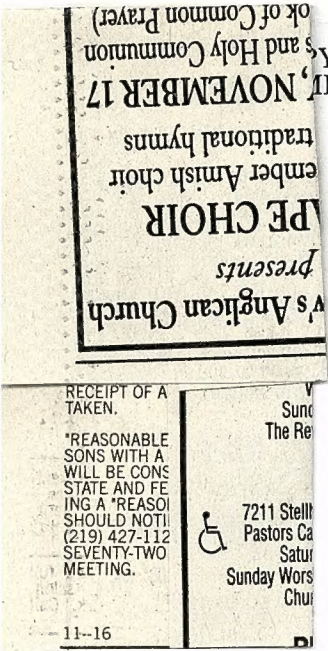 w's Anglican Church
presents
APE CHOIR
ember Amish choir
traditional hymns
, NOVEMBER 17
s and Holy Communion
ok of Common Prayer)
RECEIPT OF A
TAKEN.
"REASONABLE
SONS WITH A
WILL BE CONS
STATE AND FE
ING A "REASO
SHOULD NOTI
(219) 427-112
SEVENTY-TWO
MEETING.
11--16
Sund
The Re
7211 Stell
Pastors Ca
Satur
Sunday Wors
Chu